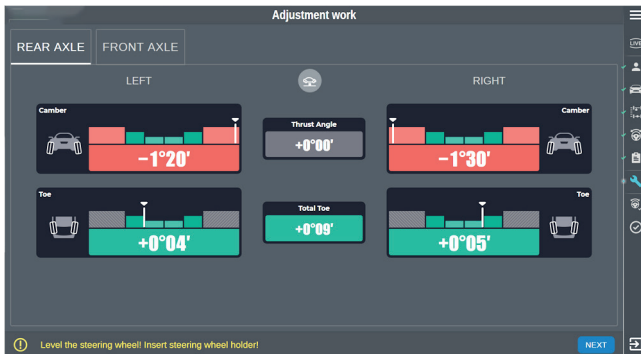 Adjustment work
REAR AXLE
FRONT AXLE
LIVE
LEFT
RIGHT
Camber
−1°20'
Thrust Angle
+0°00'
Camber
−1°30'
Toe
+0°04'
Total Toe
+0°09'
Toe
+0°05'
Level the steering wheel! Insert steering wheel holder!
NEXT